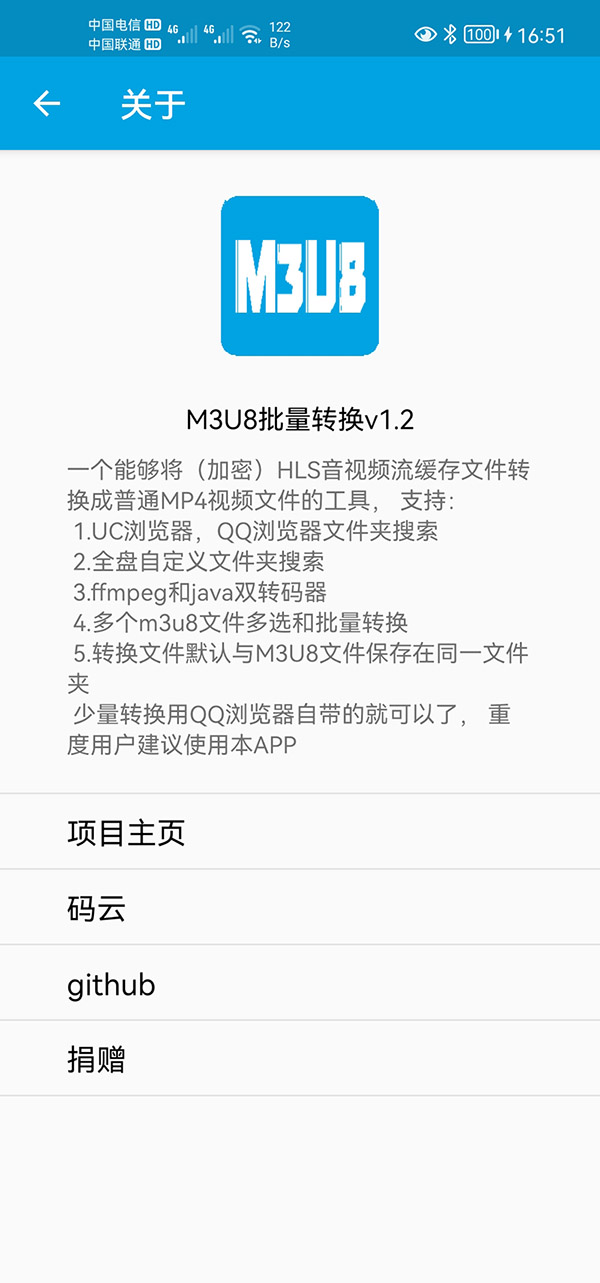 中国电信 HD 4G 4G 122
中国联通 HD B/s 100 16:51
关于
M3U8
M3U8批量转换v1.2
一个能够将（加密）HLS音视频流缓存文件转
换成普通MP4视频文件的工具， 支持：
1.UC浏览器，QQ浏览器文件夹搜索
2.全盘自定义文件夹搜索
3.ffmpeg和java双转码器
4.多个m3u8文件多选和批量转换
5.转换文件默认与M3U8文件保存在同一文件
夹
少量转换用QQ浏览器自带的就可以了， 重
度用户建议使用本APP
项目主页
码云
github
捐赠